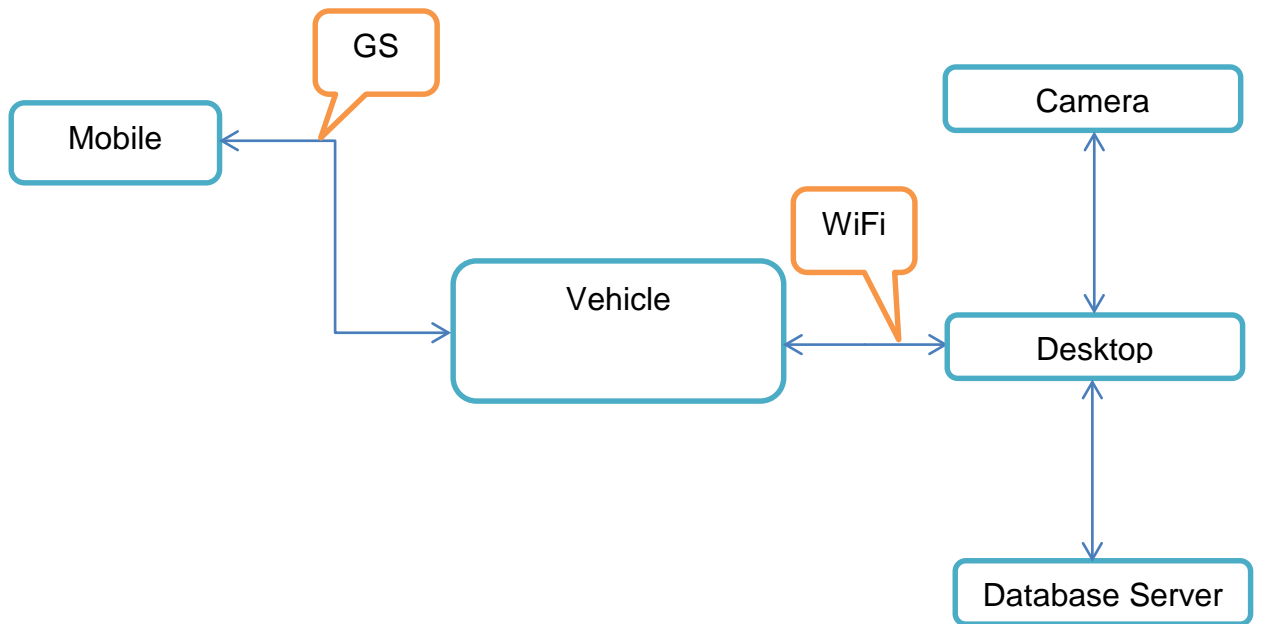 GS
Mobile
Camera
WiFi
Vehicle
Desktop
Database Server